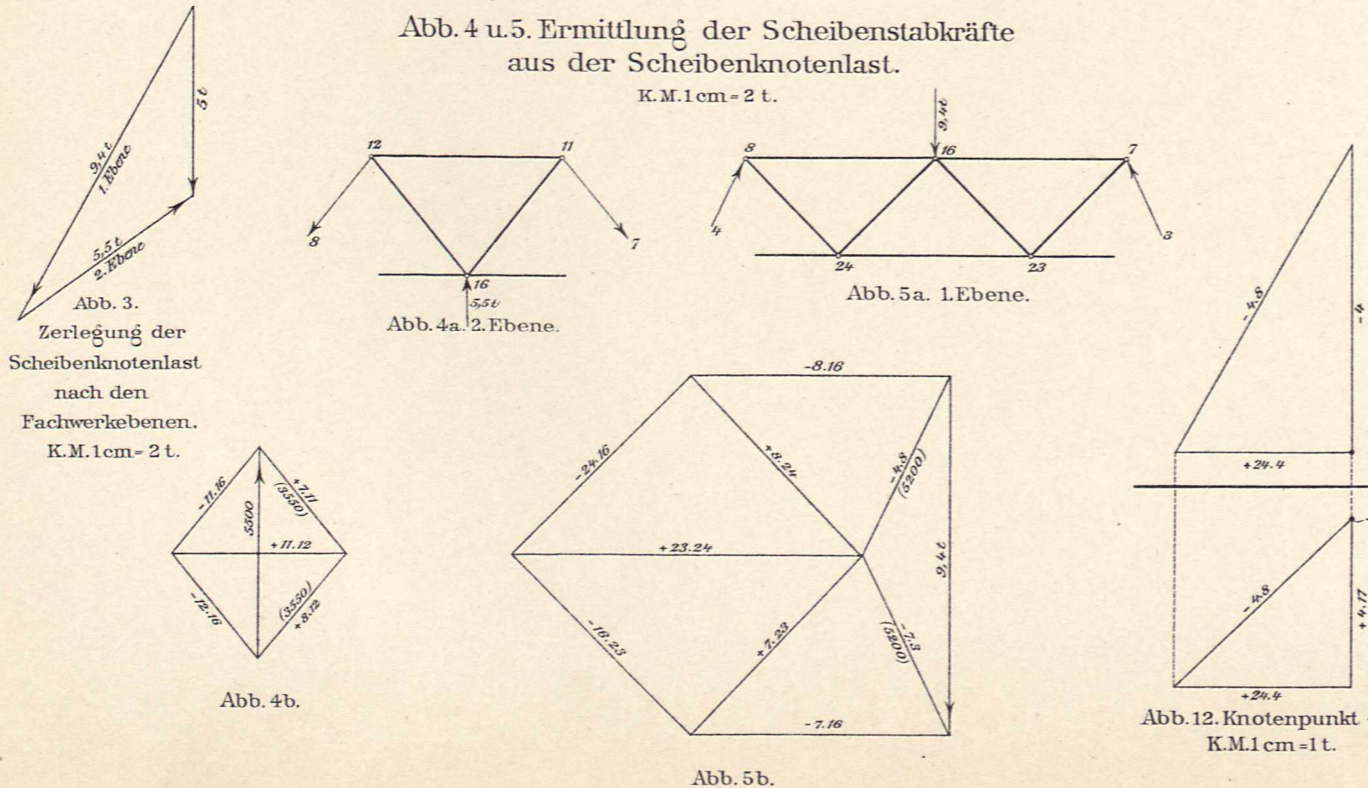 Abb. 4 u. 5. Ermittlung der Scheibenstabkräfte
aus der Scheibenknotenlast.
K.M. 1 cm = 2 t.
5 t
9,4 t
1. Ebene
5,5 t
2. Ebene
Abb. 3.
Zerlegung der
Scheibenknotenlast
nach den
Fachwerkebenen.
K.M. 1 cm = 2 t.
12
11
8
7
16
5,5 t
Abb. 4a. 2. Ebene.
9,4 t
8
16
7
4
3
24
23
Abb. 5a. 1. Ebene.
-11.16
+7.11
(3550)
5500
+11.12
-12.16
(3550)
+8.12
Abb. 4b.
-8.16
-24.16
+8.24
-4.8
(5200)
+23.24
9,4 t
-16.23
+7.23
-7.3
(5200)
-7.16
Abb. 5b.
-4.8
-4
+24.4
-4.8
+4.17
+24.4
Abb. 12. Knotenpunkt
K.M. 1 cm = 1 t.